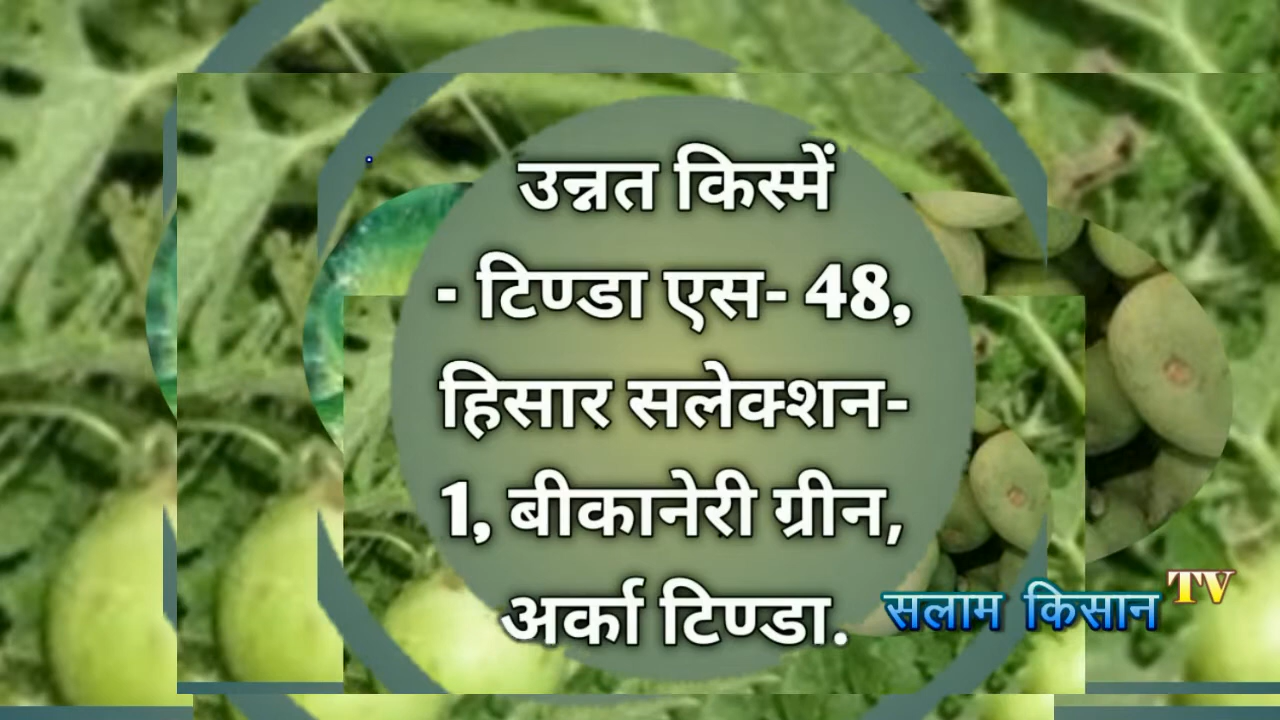 उन्नत किस्में
- टिण्डा एस- 48,
हिसार सलेक्शन-
1, बीकानेरी ग्रीन,
अर्का टिण्डा.
सलाम किसान TV